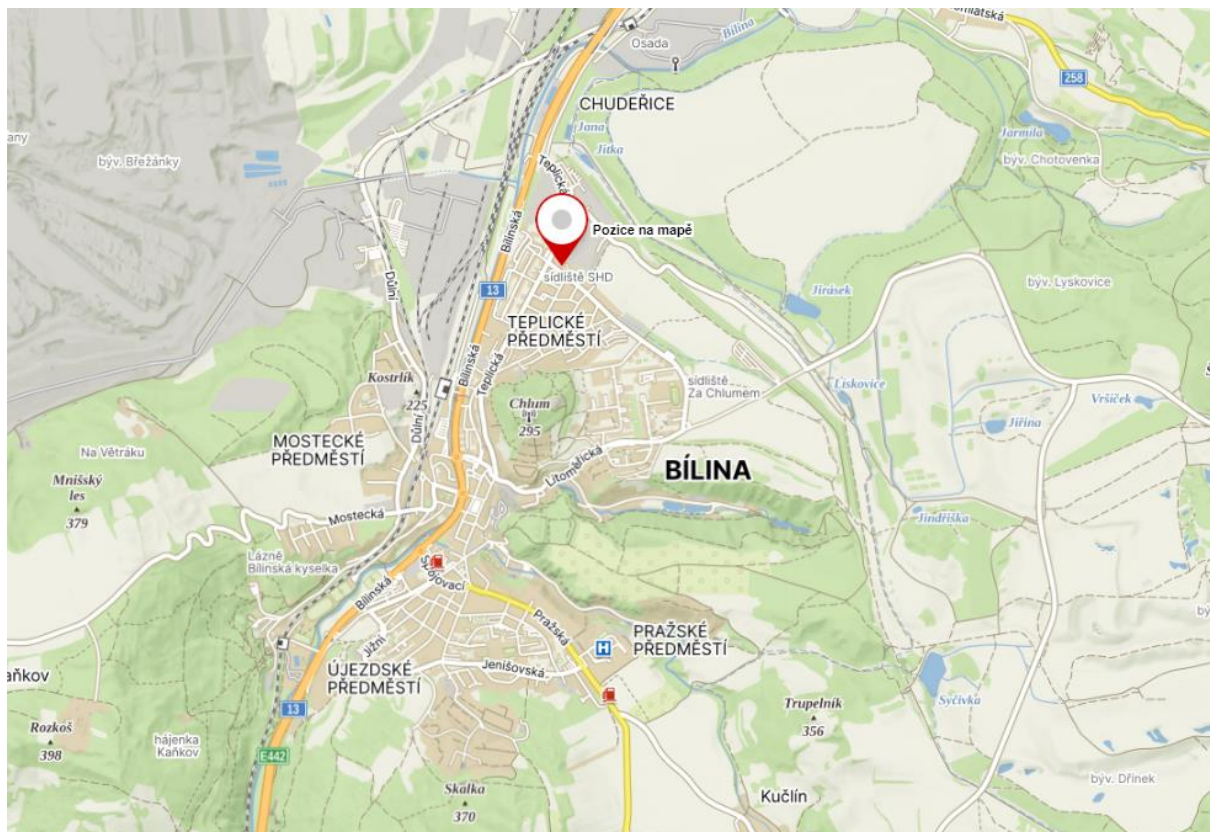 Osada
Bílina
258
CHUDEŘICE
Jana
Jitka
Jarmila
býv. Chotovenka
býv. Břežánky
Teplická
Bílinská
Pozice na mapě
sídliště SHD
Důlní
13
Jirásek
býv. Lyskovice
TEPLICKÉ
PŘEDMĚSTÍ
Bílinská
Teplická
Kostrlík
225
Důlní
Chlum
295
sídliště
Za Chlumem
Liskovice
Vršíček
Jiřina
MOSTECKÉ
PŘEDMĚSTÍ
Na Větráku
Mnišský
les
379
Litoměřická
BÍLINA
Mostecká
Jindřiška
Lázně
Bílinská kyselka
Bílinská
Spojovací
Pražská
PRAŽSKÉ
PŘEDMĚSTÍ
H
Jižní
Jenišovská
ÚJEZDSKÉ
PŘEDMĚSTÍ
aňkov
13
Rozkoš
398
hájenka
Kaňkov
E442
Syčivka
Trupelník
356
Skalka
370
Kučlín
býv. Dřínek